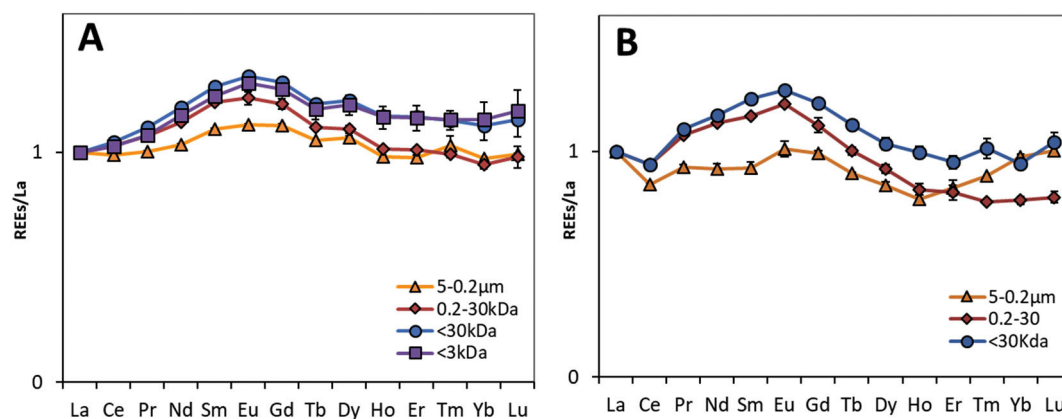 A
REEs/La
1
0
5-0.2μm
0.2-30kDa
<30kDa
<3kDa
La Ce Pr Nd Sm Eu Gd Tb Dy Ho Er Tm Yb Lu
B
REEs/La
1
0
5-0.2μm
0.2-30
<30Kda
La Ce Pr Nd Sm Eu Gd Tb Dy Ho Er Tm Yb Lu